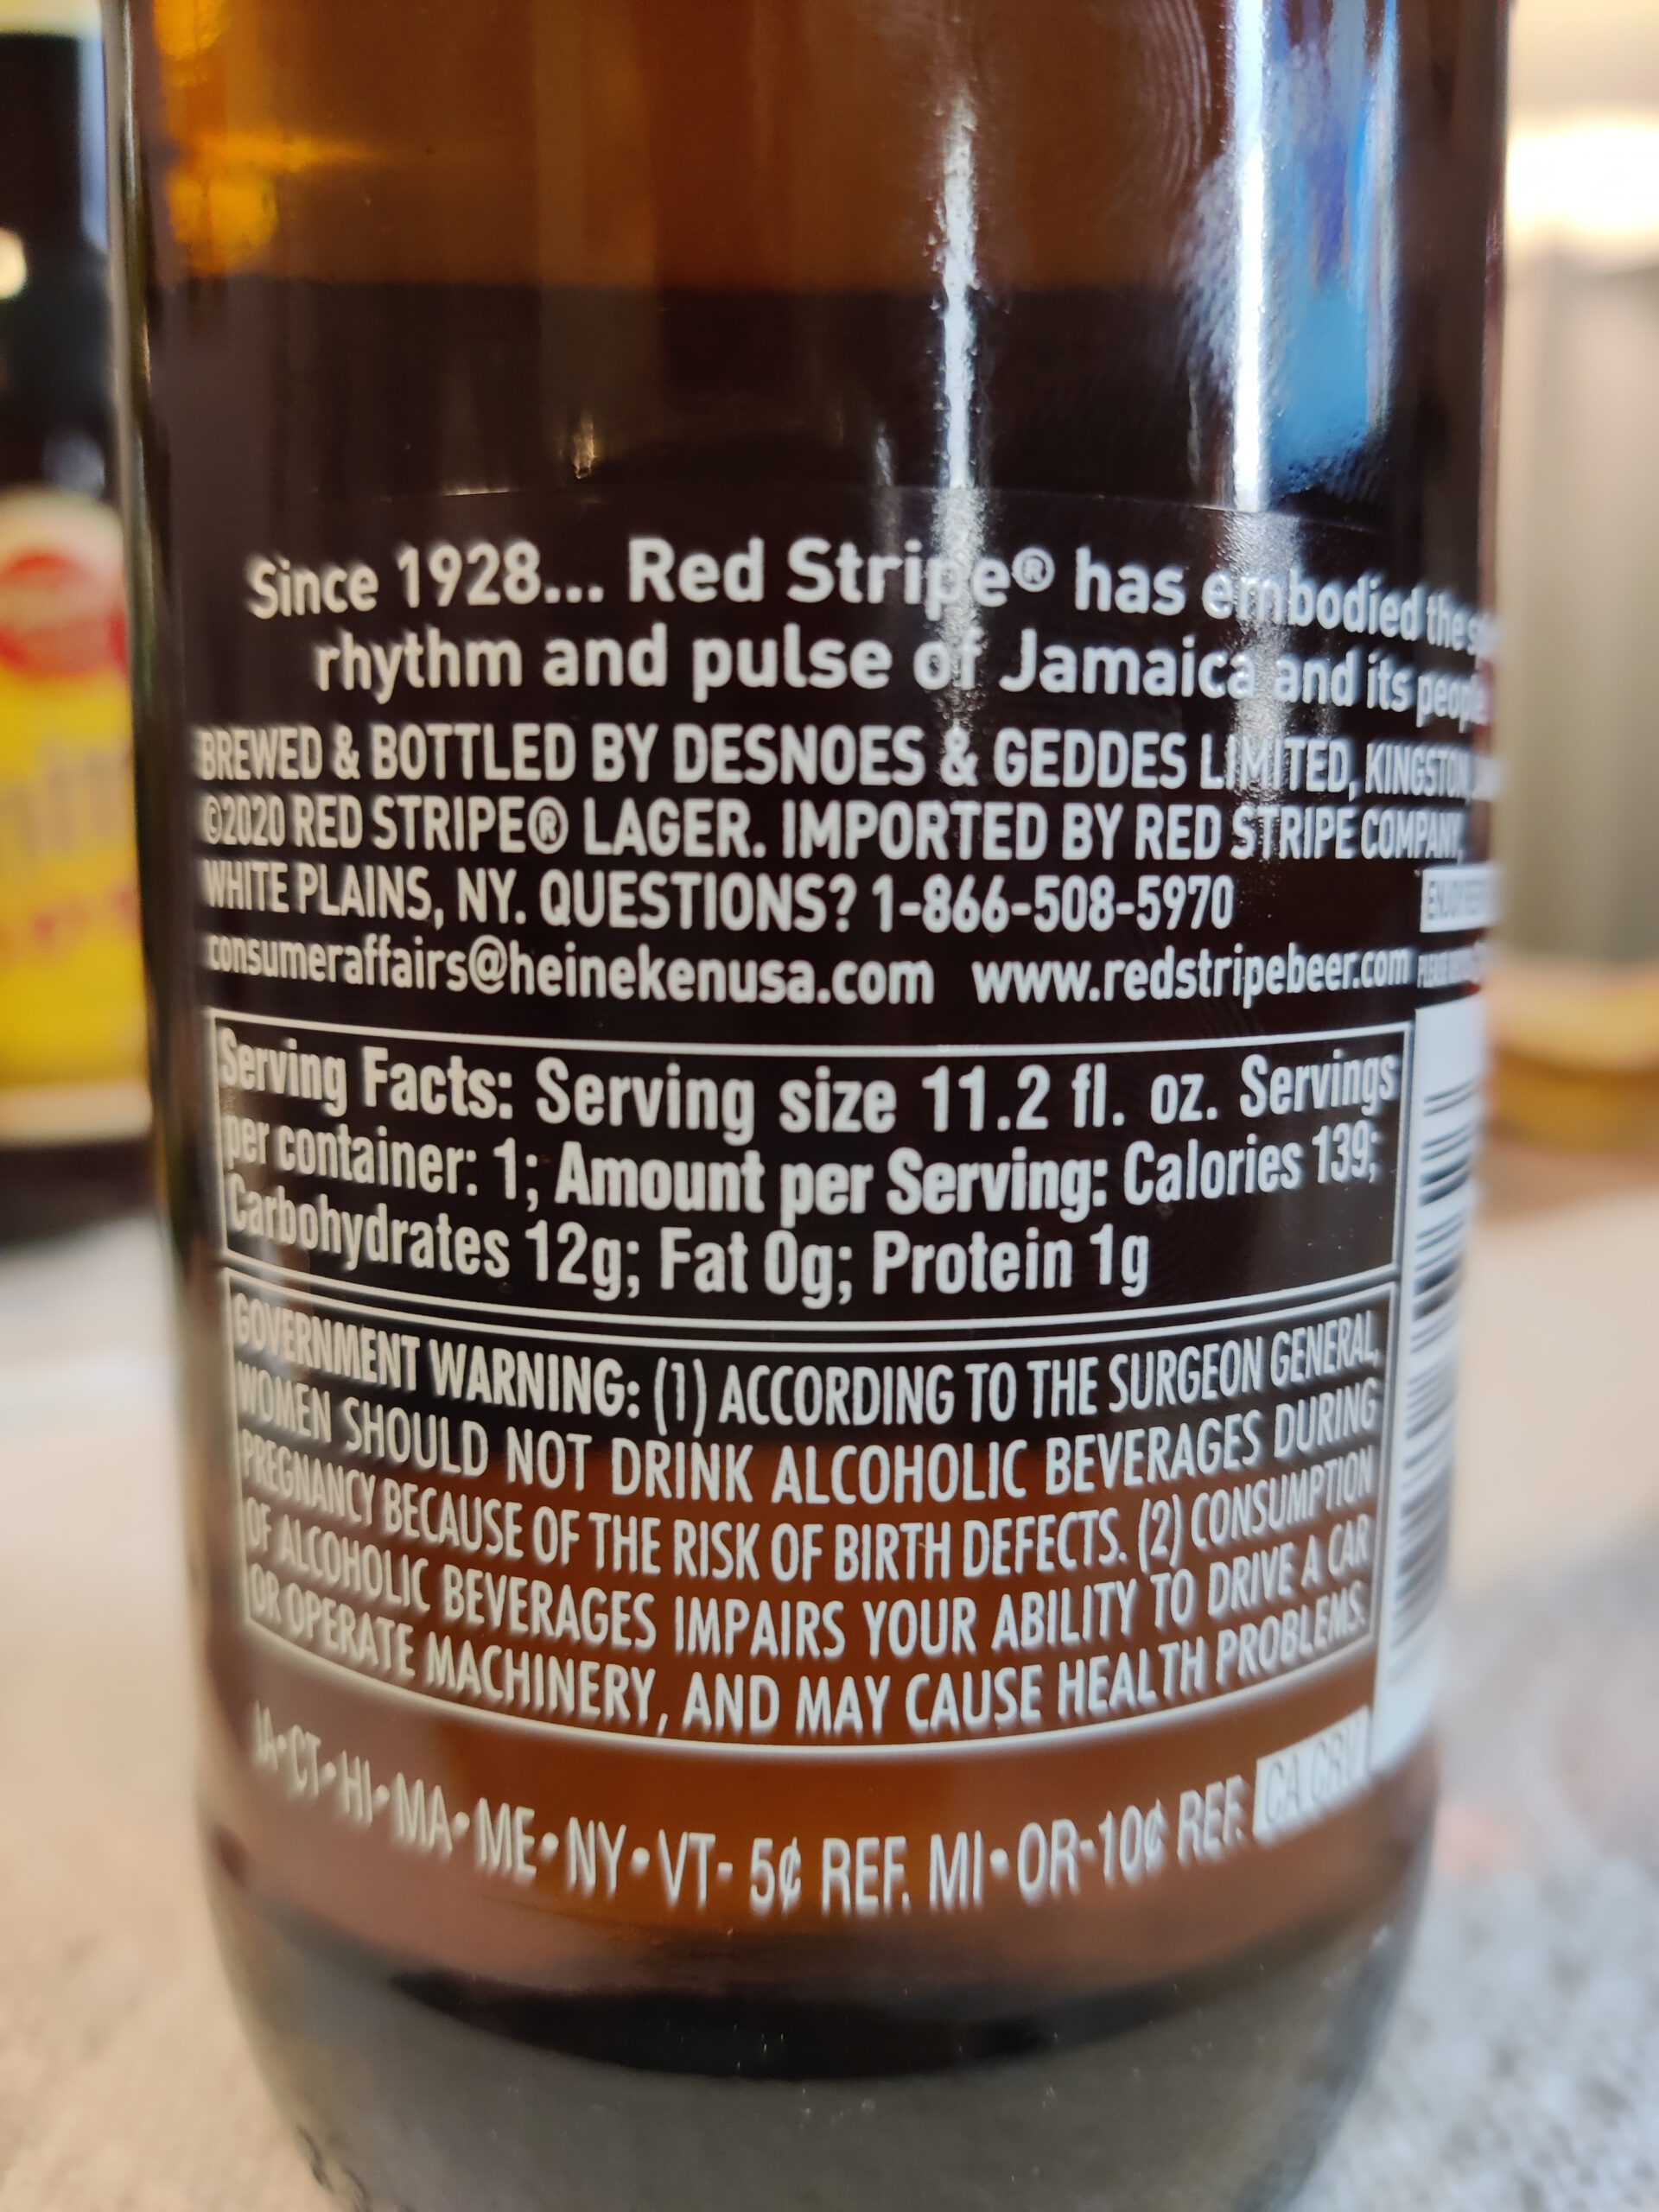 Since 1928... Red Stripe® has embodied the
rhythm and pulse of Jamaica and its people
BREWED & BOTTLED BY DESNOES & GEDDES LIMITED, KINGSTON,
©2020 RED STRIPE® LAGER. IMPORTED BY RED STRIPE COMPANY,
WHITE PLAINS, NY. QUESTIONS? 1-866-508-5970
consumeraffairs@heinekenusa.com www.redstripebeer.com
Serving Facts: Serving size 11.2 fl. oz. Servings
per container: 1; Amount per Serving: Calories 139;
Carbohydrates 12g; Fat 0g; Protein 1g
GOVERNMENT WARNING: (1) ACCORDING TO THE SURGEON GENERAL,
WOMEN SHOULD NOT DRINK ALCOHOLIC BEVERAGES DURING
PREGNANCY BECAUSE OF THE RISK OF BIRTH DEFECTS. (2) CONSUMPTION
OF ALCOHOLIC BEVERAGES IMPAIRS YOUR ABILITY TO DRIVE A CAR
OR OPERATE MACHINERY, AND MAY CAUSE HEALTH PROBLEMS.
IA•CT•HI•MA•ME•NY•VT- 5¢ REF. MI•OR-10¢ REF. CA CRV